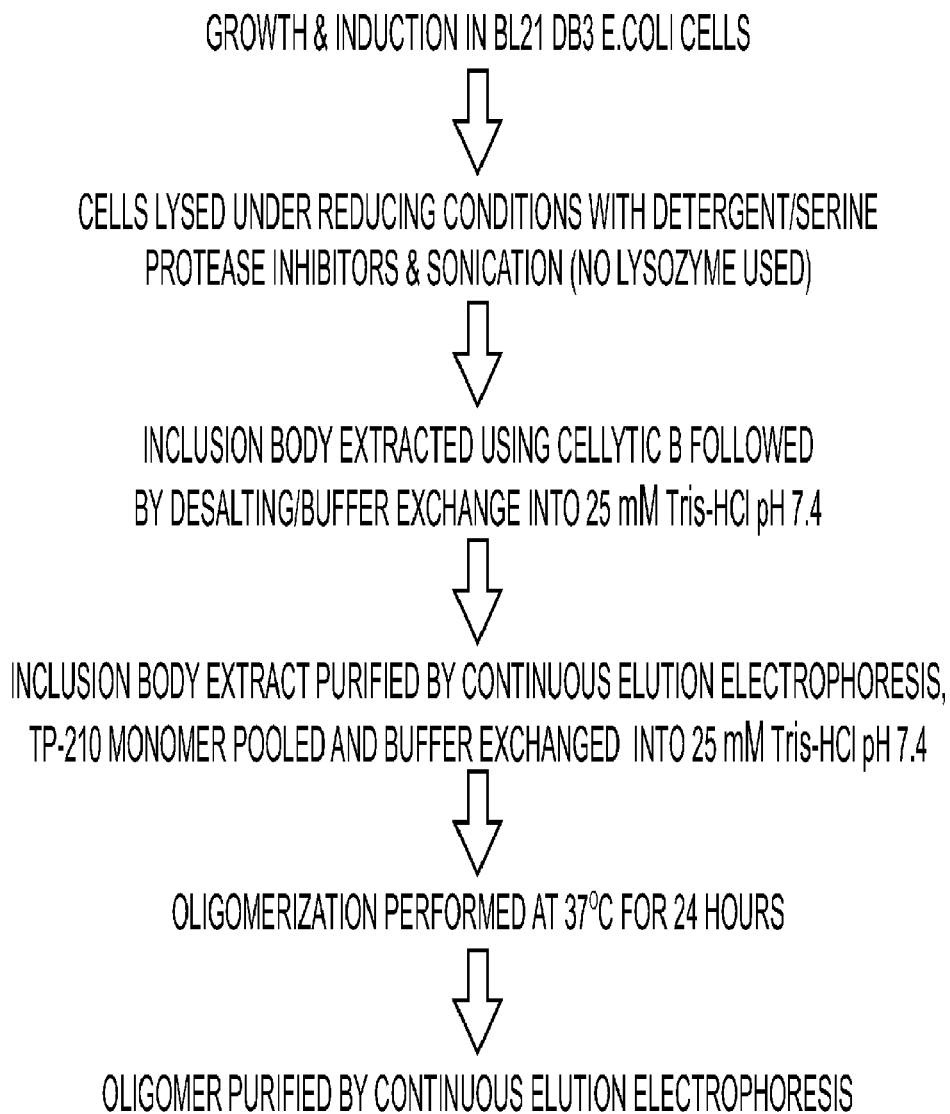 GROWTH & INDUCTION IN BL21 DB3 E.COLI CELLS
CELLS LYSED UNDER REDUCING CONDITIONS WITH DETERGENT/SERINE
PROTEASE INHIBITORS & SONICATION (NO LYSOZYME USED)
INCLUSION BODY EXTRACTED USING CELLYTIC B FOLLOWED
BY DESALTING/BUFFER EXCHANGE INTO 25 mM Tris-HCl pH 7.4
INCLUSION BODY EXTRACT PURIFIED BY CONTINUOUS ELUTION ELECTROPHORESIS,
TP-210 MONOMER POOLED AND BUFFER EXCHANGED INTO 25 mM Tris-HCl pH 7.4
OLIGOMERIZATION PERFORMED AT 37°C FOR 24 HOURS
OLIGOMER PURIFIED BY CONTINUOUS ELUTION ELECTROPHORESIS